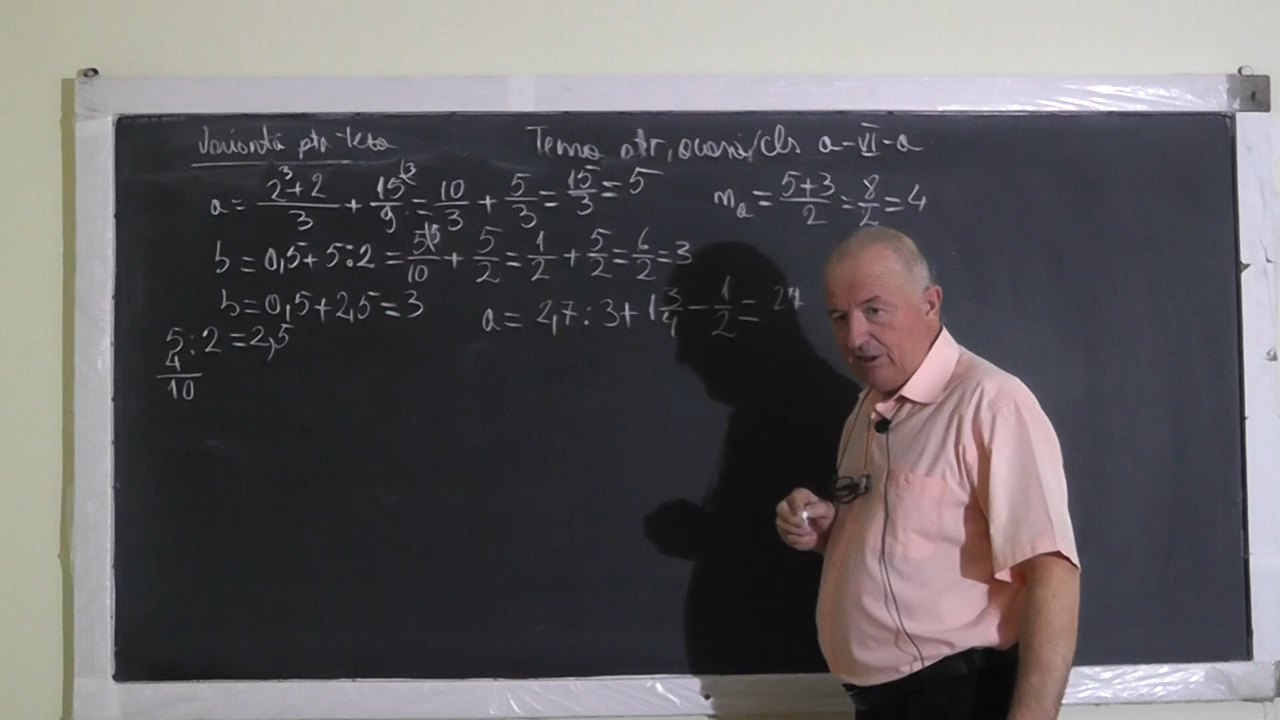 Varianta ptr teza
Tema ptr. acasă/cls a-VI-a
a = (2³+2)/3 + 15⁽³/9 = 10/3 + 5/3 = 15/3 = 5
mₐ = (5+3)/2 = 8/2 = 4
b = 0,5 + 5:2 = 5⁽⁵/10 + 5/2 = 1/2 + 5/2 = 6/2 = 3
b = 0,5 + 2,5 = 3
a = 2,7 : 3 + 1 3/4 - 1/2 =
5 : 2 = 2,5
4
10